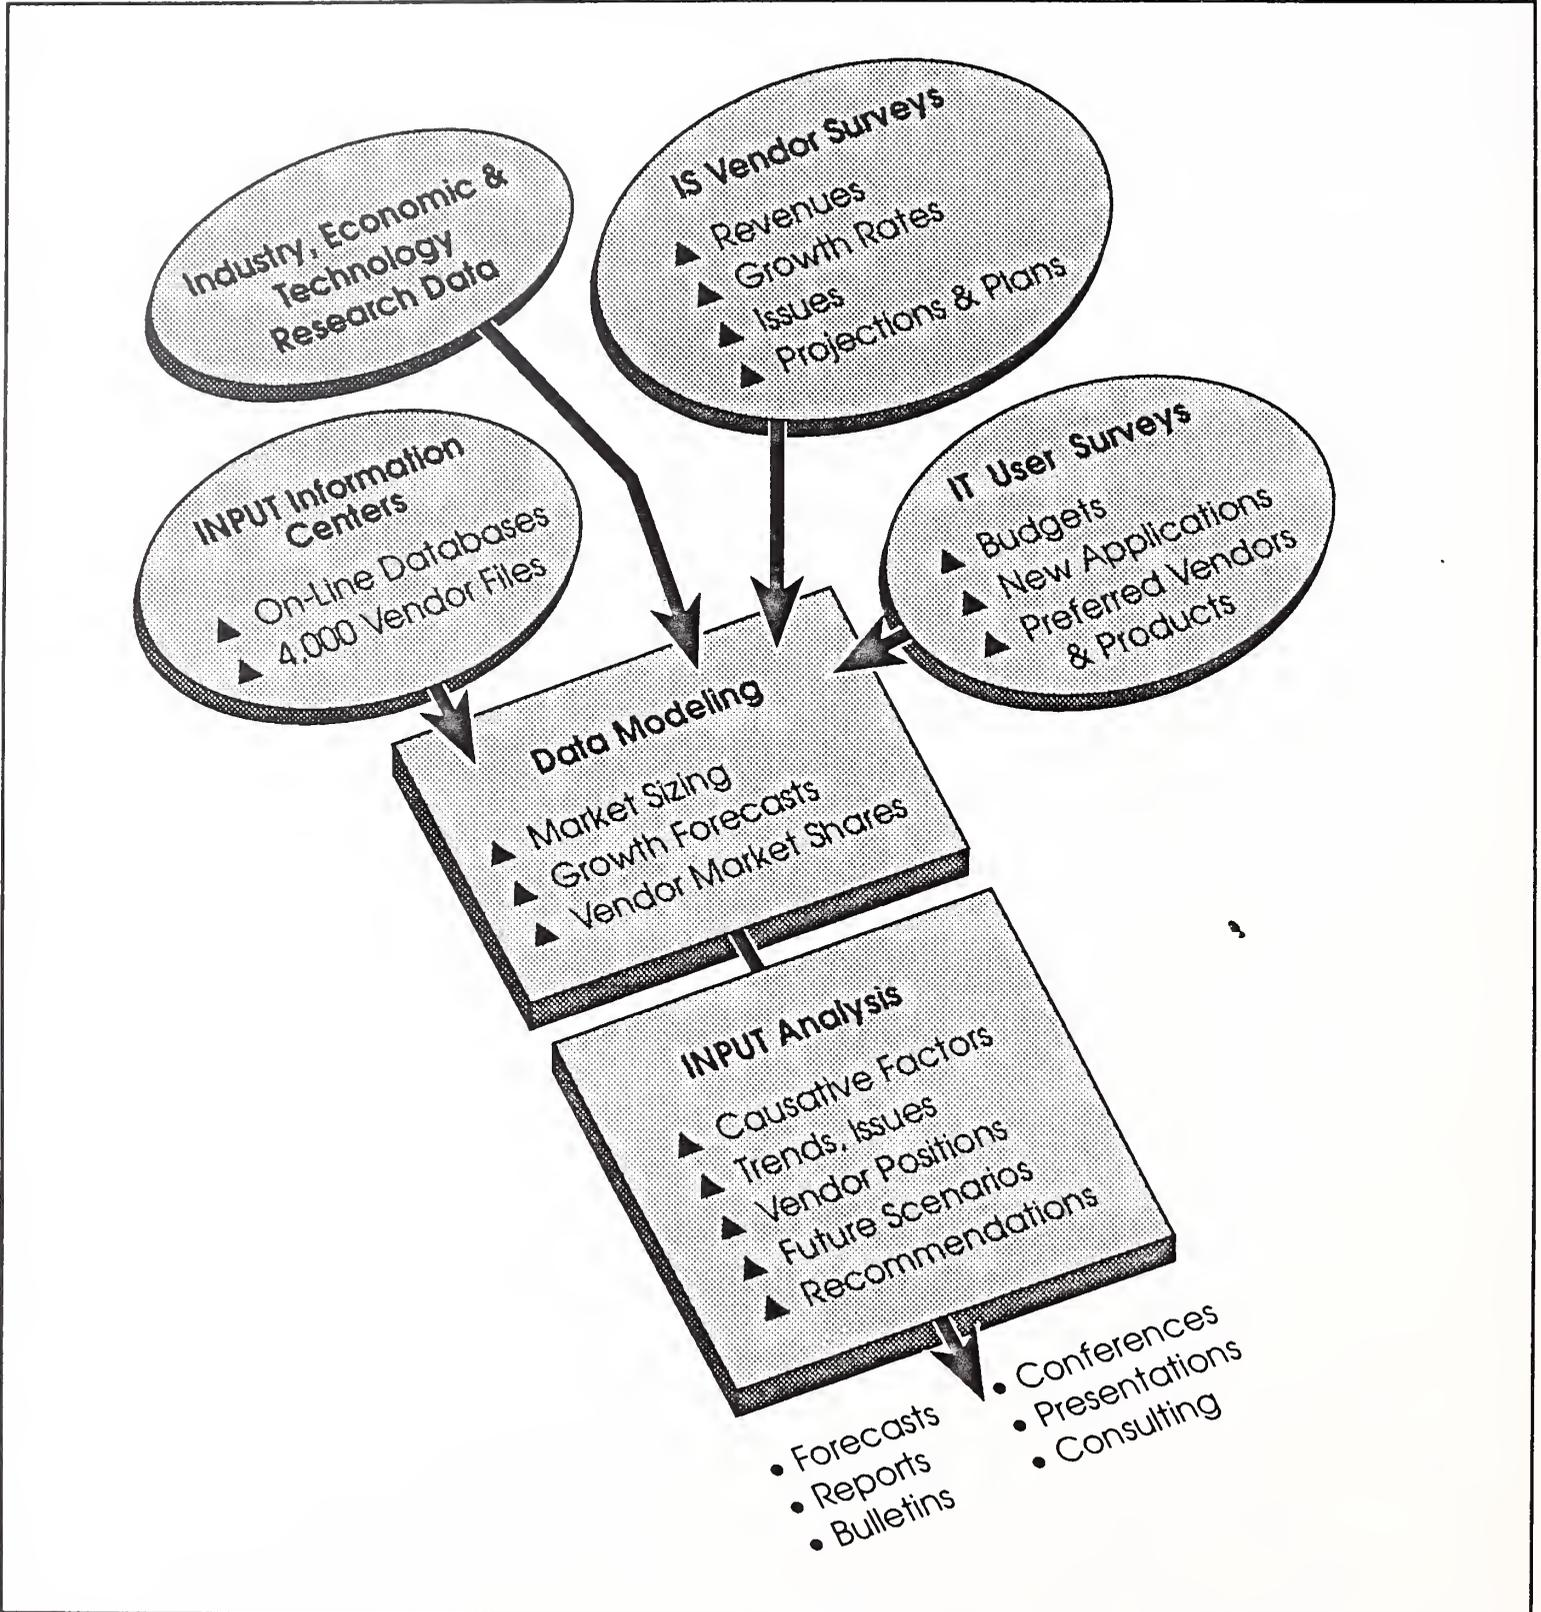 Industry, Economic &
Technology
Research Data
IS Vendor Surveys
▲ Revenues
▲ Growth Rates
▲ Issues
▲ Projections & Plans
INPUT Information
Centers
▲ On-Line Databases
▲ 4,000 Vendor Files
IT User Surveys
▲ Budgets
▲ New Applications
▲ Preferred Vendors
& Products
Data Modeling
▲ Market Sizing
▲ Growth Forecasts
▲ Vendor Market Shares
INPUT Analysis
▲ Causative Factors
▲ Trends, Issues
▲ Vendor Positions
▲ Future Scenarios
▲ Recommendations
• Forecasts
• Reports
• Bulletins
• Conferences
• Presentations
• Consulting